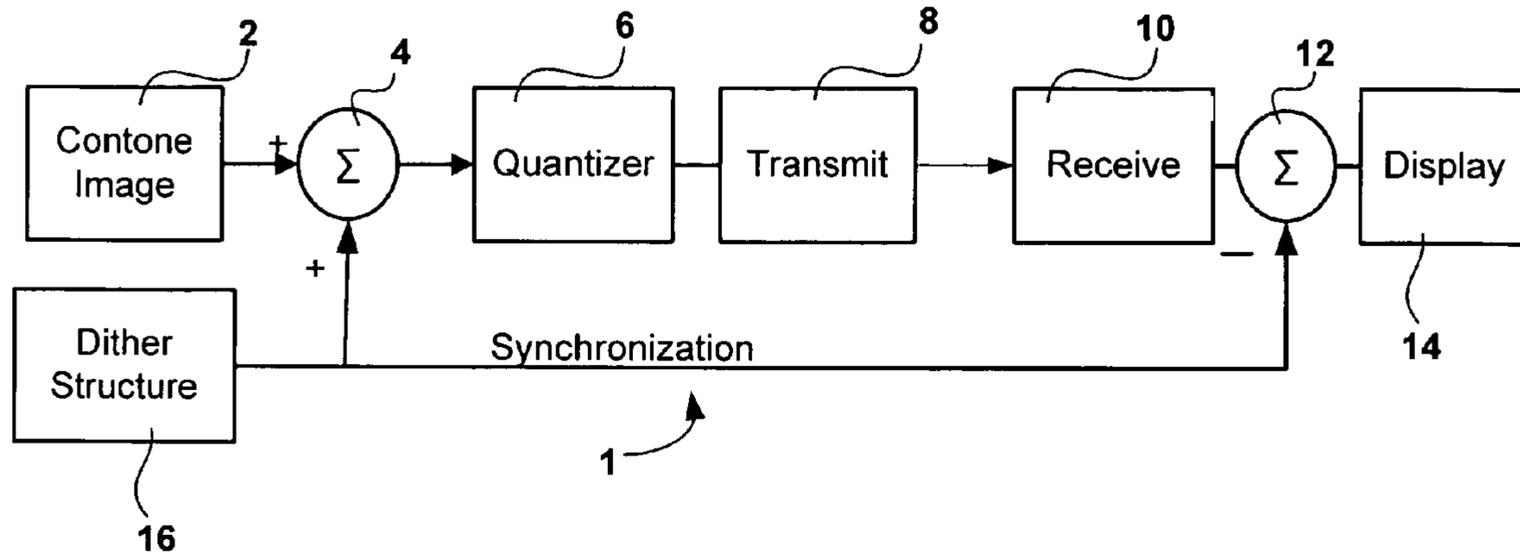 2
4
6
8
10
12
Contone
Image
+
Σ
Quantizer
Transmit
Receive
Σ
Display
+
−
Dither
Structure
Synchronization
14
1
16